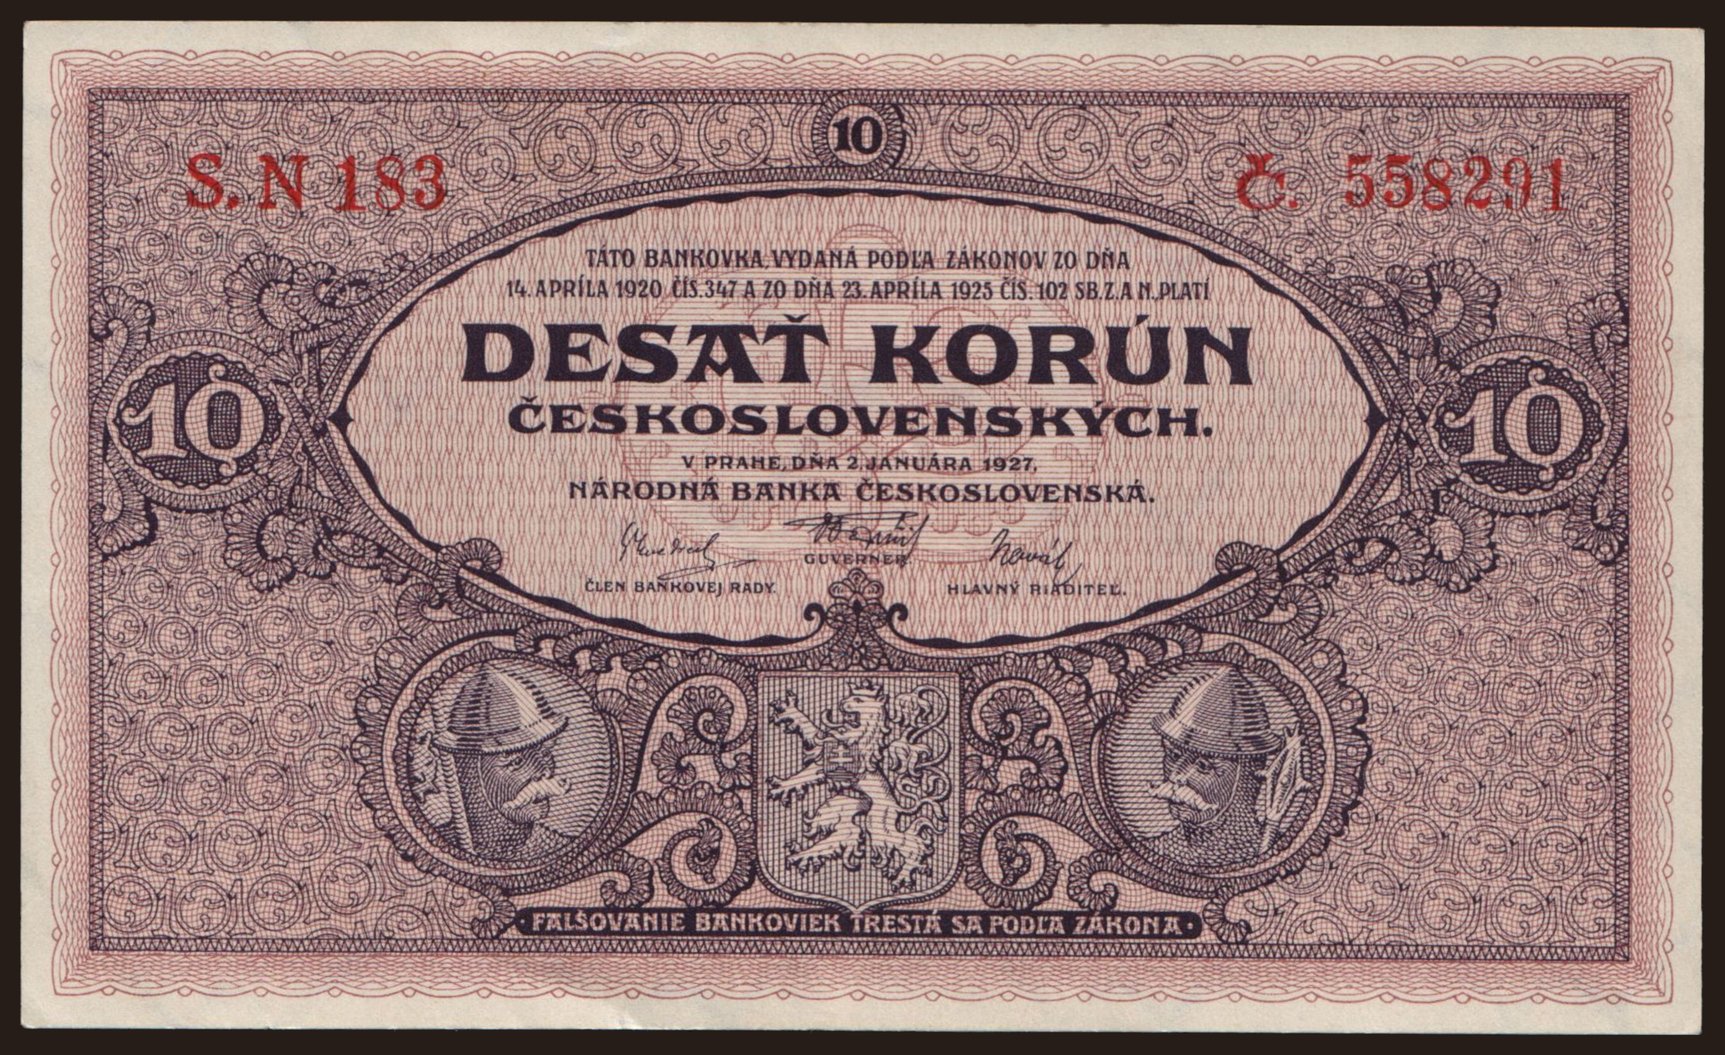 10
S. N 183
Č. 558291
TÁTO BANKOVKA, VYDANÁ PODĽA ZÁKONOV ZO DŇA
14. APRÍLA 1920 ČÍS. 347 A ZO DŇA 23. APRÍLA 1925 ČÍS. 102 SB. Z. A N., PLATÍ
DESAŤ KORÚN
ČESKOSLOVENSKÝCH.
10
10
V PRAHE, DŇA 2. JANUÁRA 1927.
NÁRODNÁ BANKA ČESKOSLOVENSKÁ.
Novák
GUVERNER.
ČLEN BANKOVEJ RADY.
HLAVNÝ RIADITEĽ.
· FALŠOVANIE BANKOVIEK TRESTÁ SA PODĽA ZÁKONA ·